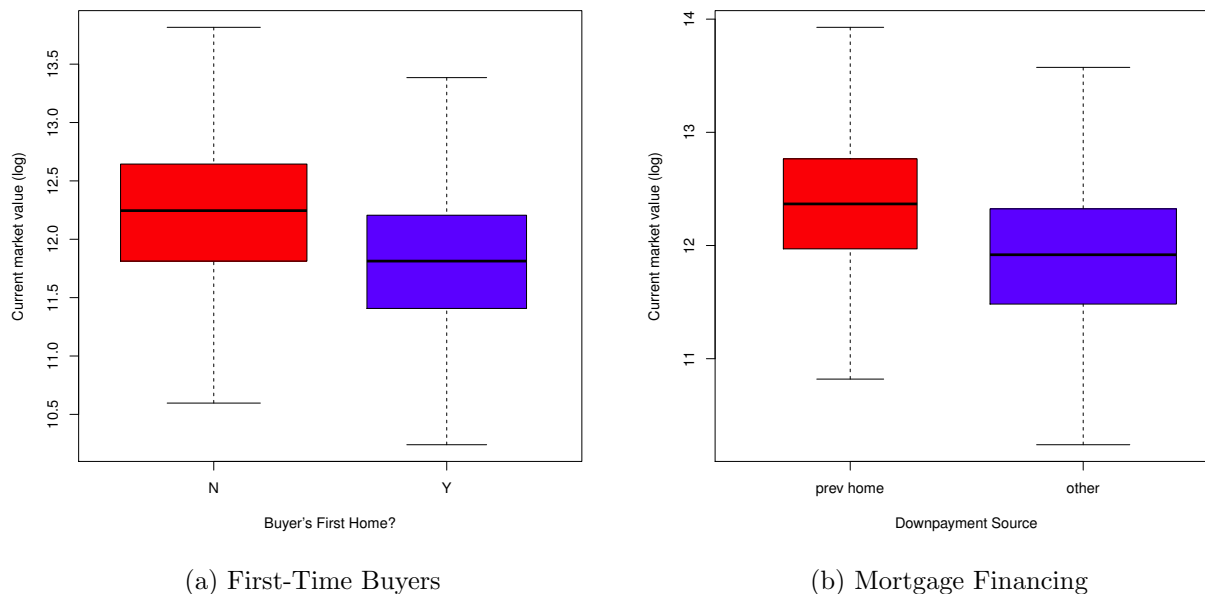 Current market value (log)
13.5
13.0
12.5
12.0
11.5
11.0
10.5
N
Y
Buyer's First Home?
(a) First-Time Buyers
Current market value (log)
14
13
12
11
prev home
other
Downpayment Source
(b) Mortgage Financing